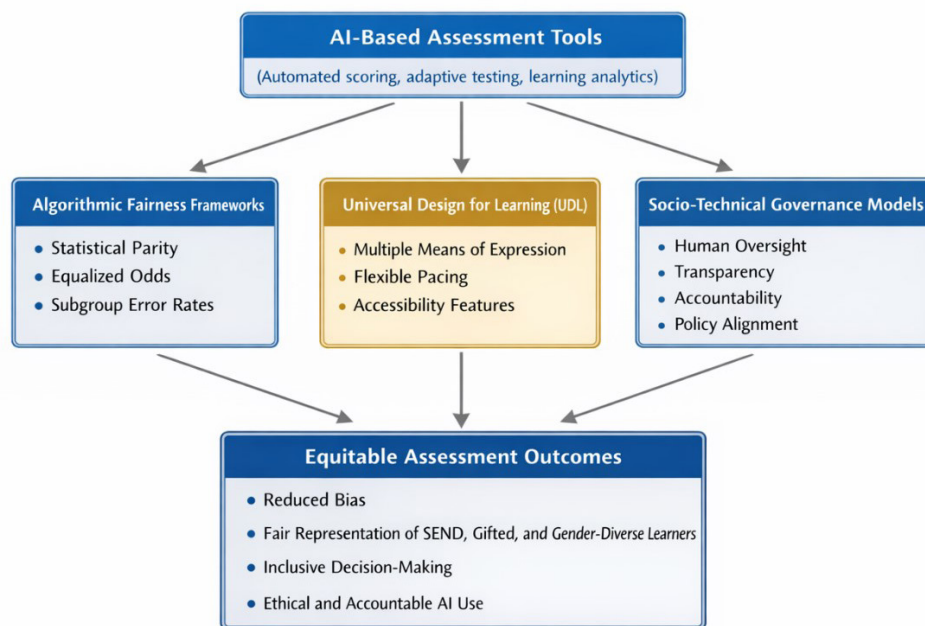 AI-Based Assessment Tools
(Automated scoring, adaptive testing, learning analytics)
Algorithmic Fairness Frameworks
• Statistical Parity
• Equalized Odds
• Subgroup Error Rates
Universal Design for Learning (UDL)
• Multiple Means of Expression
• Flexible Pacing
• Accessibility Features
Socio-Technical Governance Models
• Human Oversight
• Transparency
• Accountability
• Policy Alignment
Equitable Assessment Outcomes
• Reduced Bias
• Fair Representation of SEND, Gifted, and Gender-Diverse Learners
• Inclusive Decision-Making
• Ethical and Accountable AI Use